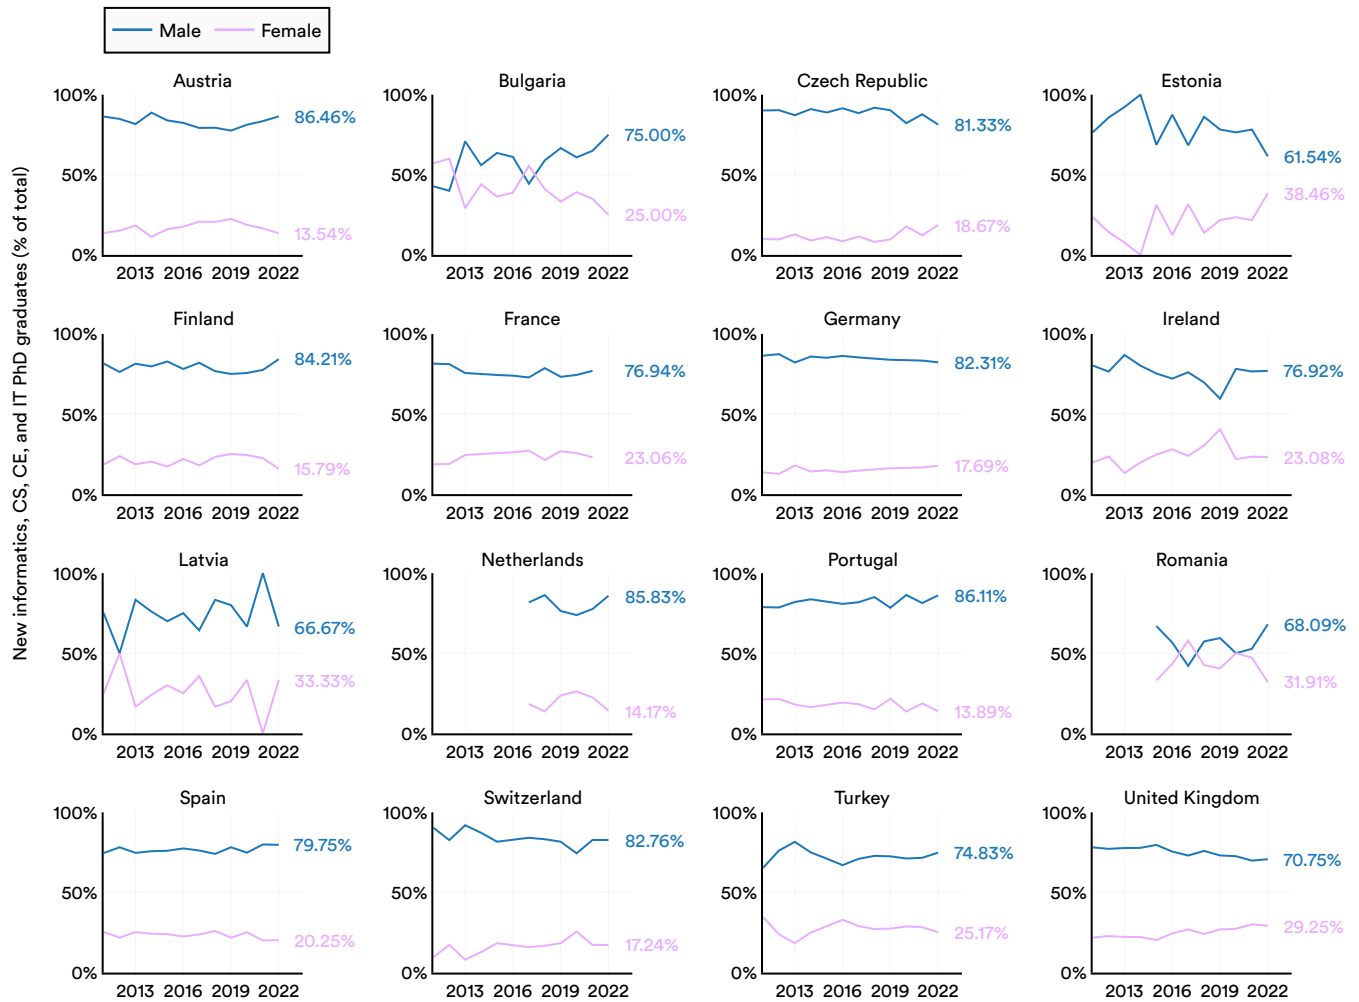 Male Female
New informatics, CS, CE, and IT PhD graduates (% of total)
Austria
100%
50%
0%
86.46%
13.54%
2013 2016 2019 2022
Bulgaria
100%
50%
0%
75.00%
25.00%
2013 2016 2019 2022
Czech Republic
100%
50%
0%
81.33%
18.67%
2013 2016 2019 2022
Estonia
100%
50%
0%
61.54%
38.46%
2013 2016 2019 2022
Finland
100%
50%
0%
84.21%
15.79%
2013 2016 2019 2022
France
100%
50%
0%
76.94%
23.06%
2013 2016 2019 2022
Germany
100%
50%
0%
82.31%
17.69%
2013 2016 2019 2022
Ireland
100%
50%
0%
76.92%
23.08%
2013 2016 2019 2022
Latvia
100%
50%
0%
66.67%
33.33%
2013 2016 2019 2022
Netherlands
100%
50%
0%
85.83%
14.17%
2013 2016 2019 2022
Portugal
100%
50%
0%
86.11%
13.89%
2013 2016 2019 2022
Romania
100%
50%
0%
68.09%
31.91%
2013 2016 2019 2022
Spain
100%
50%
0%
79.75%
20.25%
2013 2016 2019 2022
Switzerland
100%
50%
0%
82.76%
17.24%
2013 2016 2019 2022
Turkey
100%
50%
0%
74.83%
25.17%
2013 2016 2019 2022
United Kingdom
100%
50%
0%
70.75%
29.25%
2013 2016 2019 2022